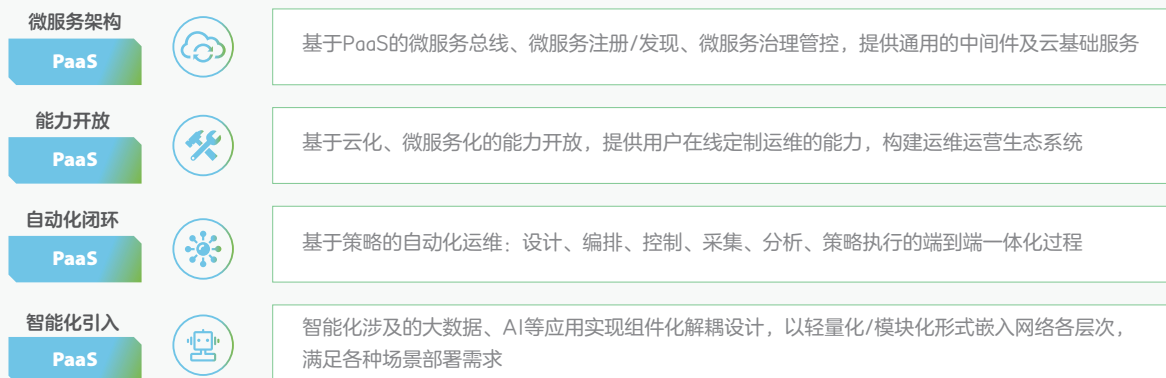 微服务架构
PaaS
基于PaaS的微服务总线、微服务注册/发现、微服务治理管控，提供通用的中间件及云基础服务
能力开放
PaaS
基于云化、微服务化的能力开放，提供用户在线定制运维的能力，构建运维运营生态系统
自动化闭环
PaaS
基于策略的自动化运维：设计、编排、控制、采集、分析、策略执行的端到端一体化过程
智能化引入
PaaS
智能化涉及的大数据、AI等应用实现组件化解耦设计，以轻量化/模块化形式嵌入网络各层次，
满足各种场景部署需求